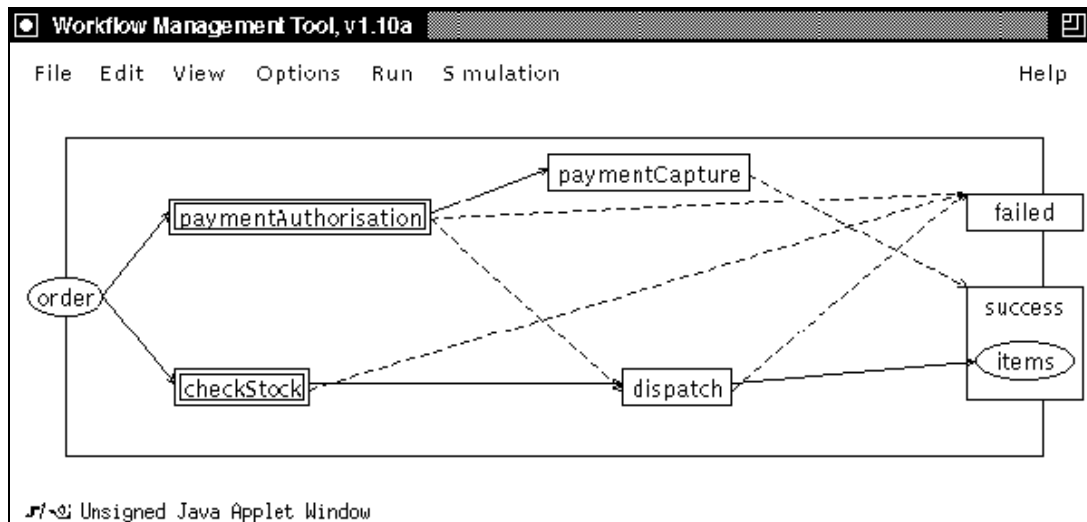 Workflow Management Tool, v1.10a
File Edit View Options Run S mulation Help
paymentCapture
paymentAuthorisation
failed
order
success
items
checkStock
dispatch
Unsigned Java Applet Window